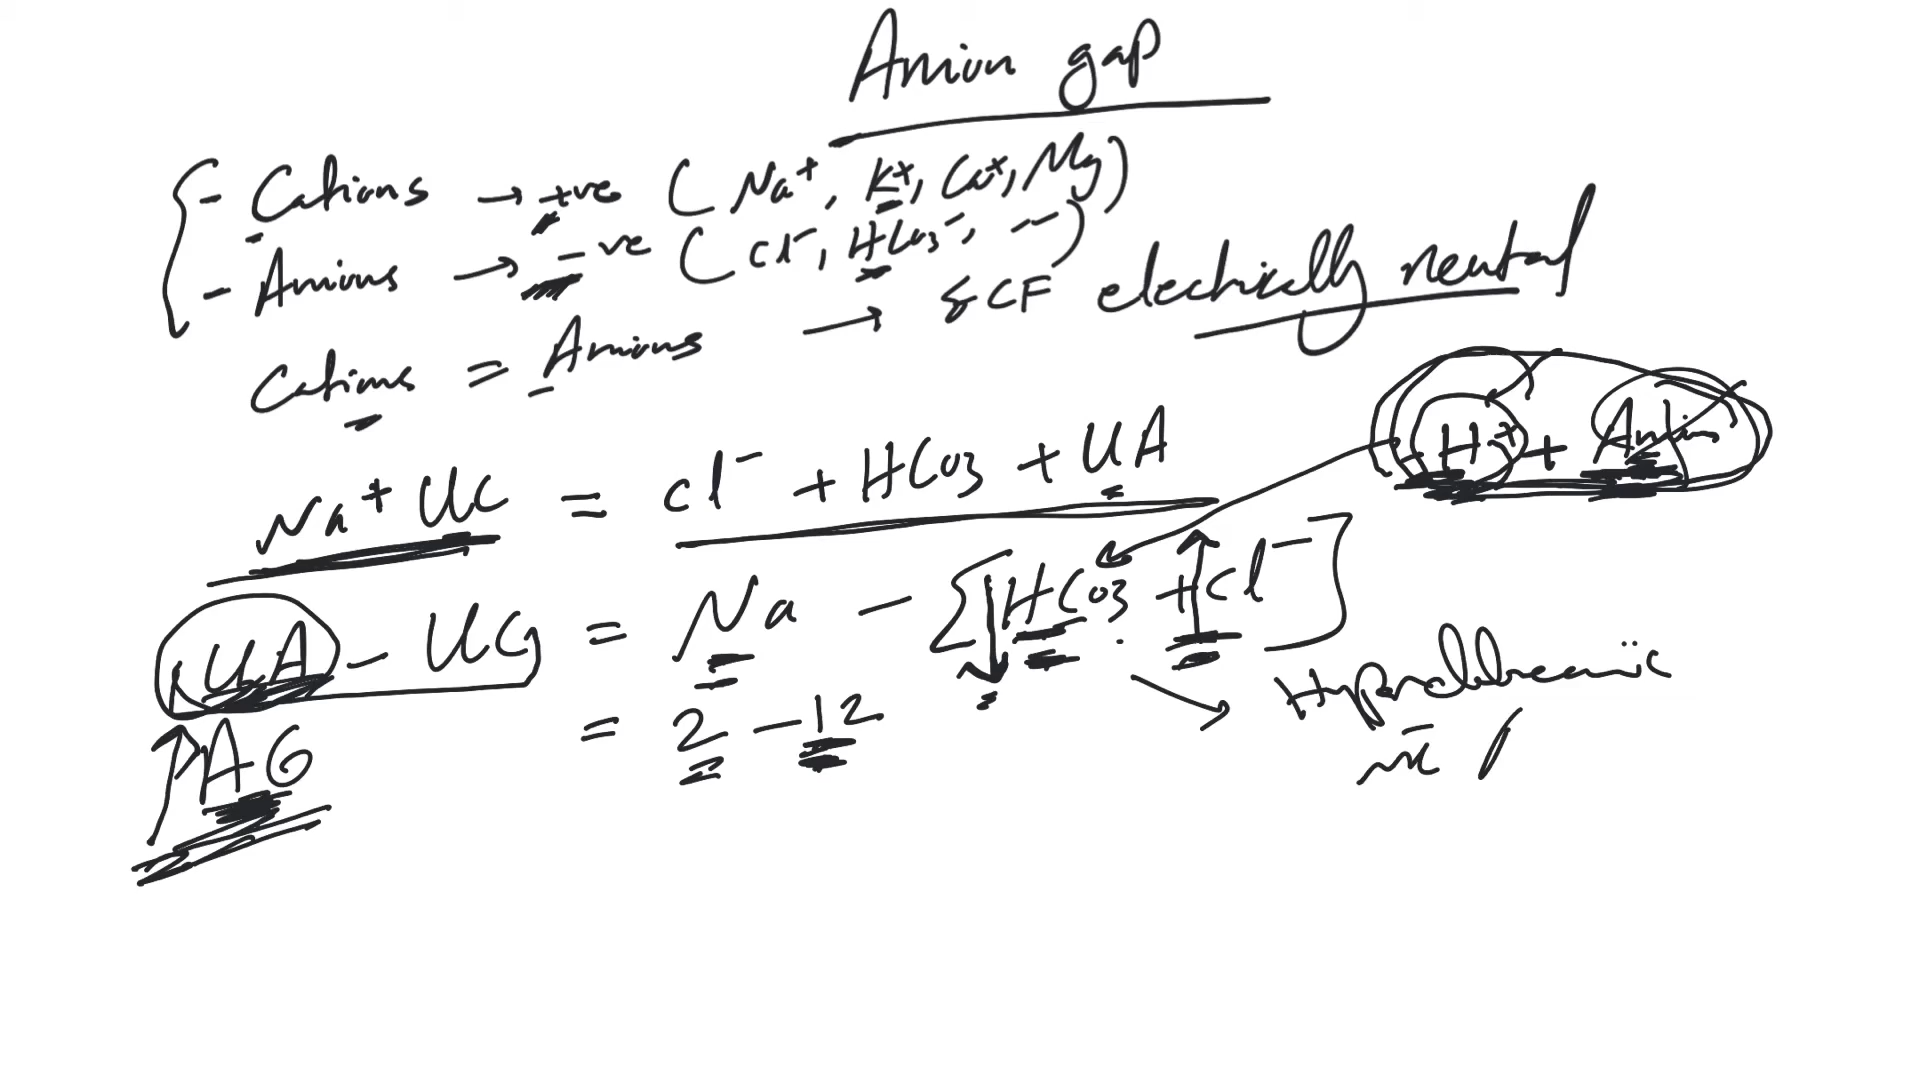 Anion gap
- Cations → +ve ( Na+, K+, Ca+, Mg)
- Anions → -ve ( Cl-, HCO3-, -- )
Cations = Anions → ECF electrically neutral
H+ + Anion
Na + UC = Cl- + HCO3 + UA
UA - UC = Na - [HCO3 + Cl-]
↑AG = 2 - 12
Hyperchloremic